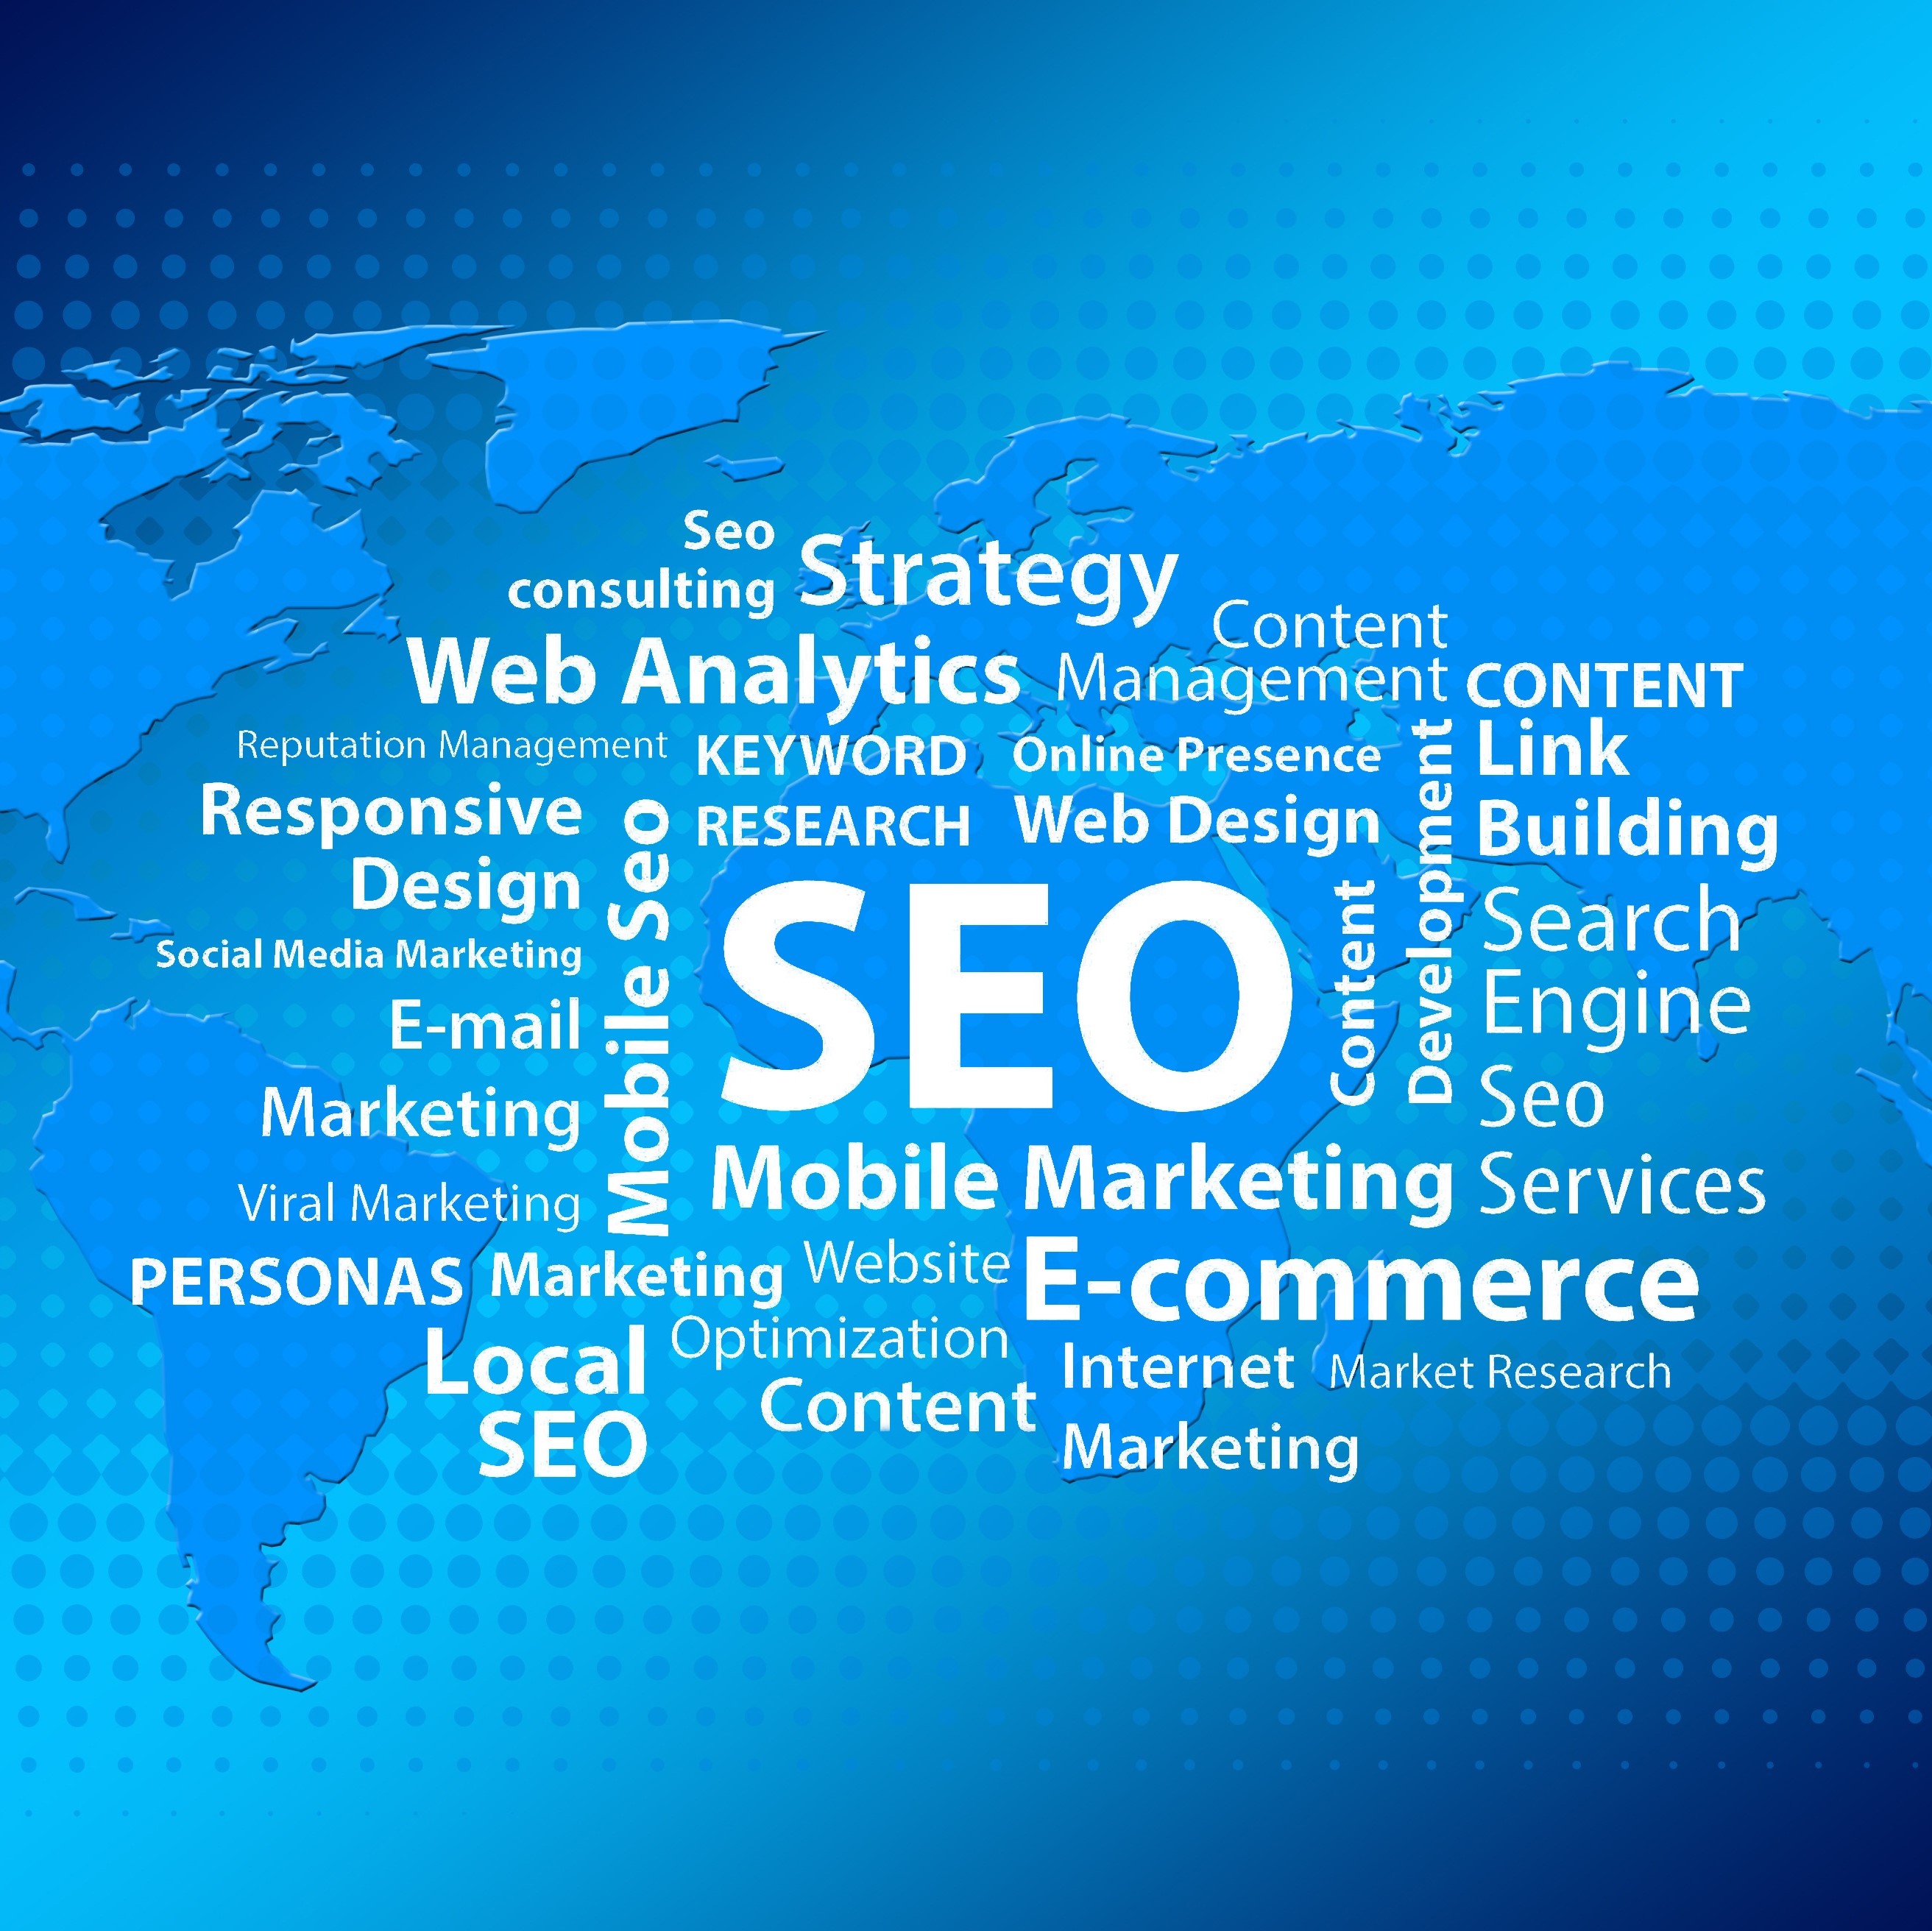 Seo
consulting
Strategy
Content
Management
Web Analytics
CONTENT
Reputation Management
KEYWORD
RESEARCH
Online Presence
Web Design
Link
Building
Responsive
Design
Mobile Seo
SEO
Content
Development
Search
Engine
Social Media Marketing
E-mail
Marketing
Seo
Services
Viral Marketing
Mobile Marketing
PERSONAS
Marketing
Website
Optimization
E-commerce
Local
SEO
Content
Internet
Marketing
Market Research